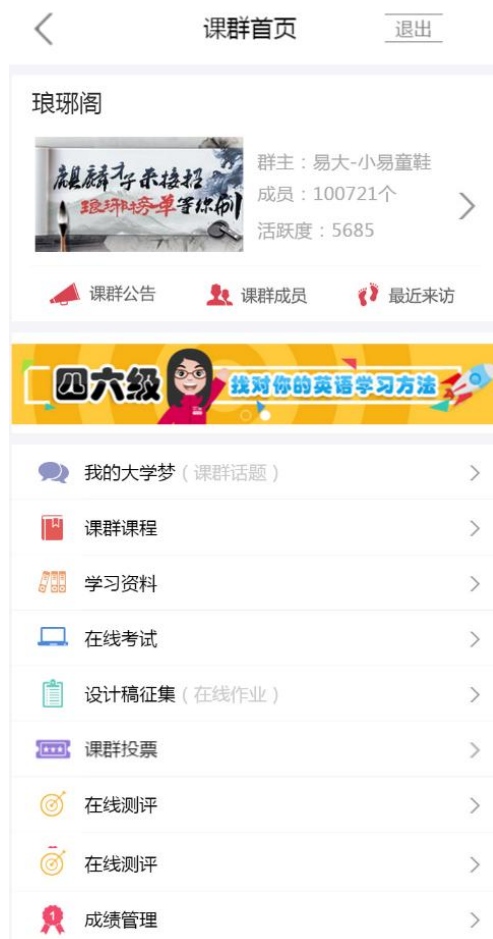 课群首页
退出
琅琊阁
麒麟才子来接招
琅琊榜单等你创
群主：易大-小易童鞋
成员：100721个
活跃度：5685
课群公告
课群成员
最近来访
四六级 找对你的英语学习方法
我的大学梦（课群话题）
课群课程
学习资料
在线考试
设计稿征集（在线作业）
课群投票
在线测评
在线测评
1
成绩管理